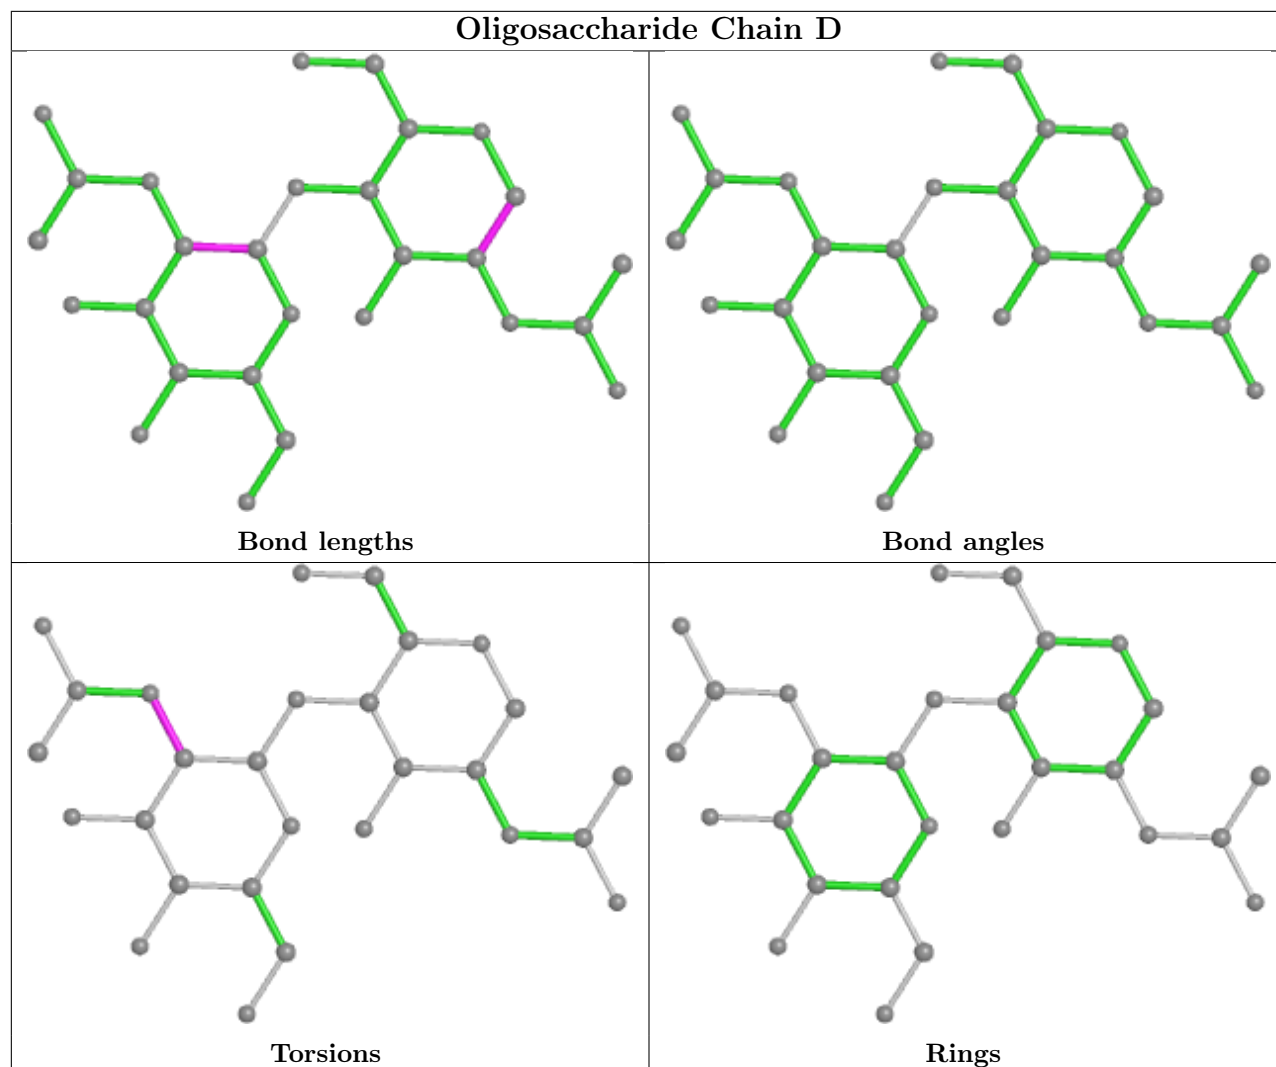 Oligosaccharide Chain D
Bond lengths
Bond angles
Torsions
Rings